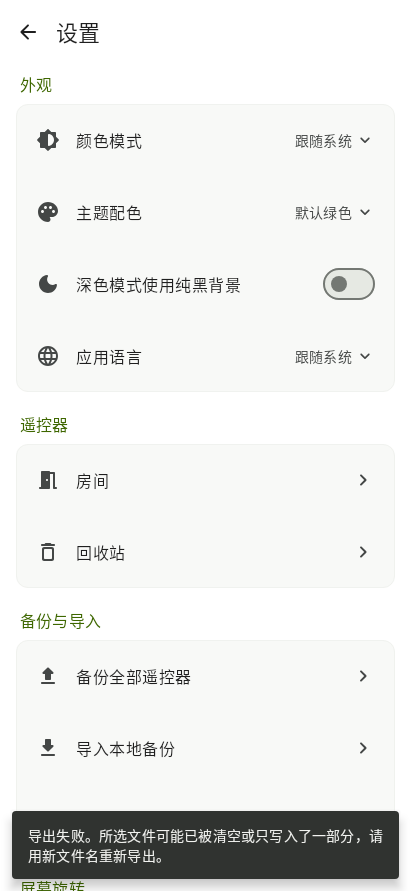 设置
外观
颜色模式
跟随系统
主题配色
默认绿色
深色模式使用纯黑背景
应用语言
跟随系统
遥控器
房间
回收站
备份与导入
备份全部遥控器
导入本地备份
导出失败。所选文件可能已被清空或只写入了一部分，请
用新文件名重新导出。
屏幕旋转